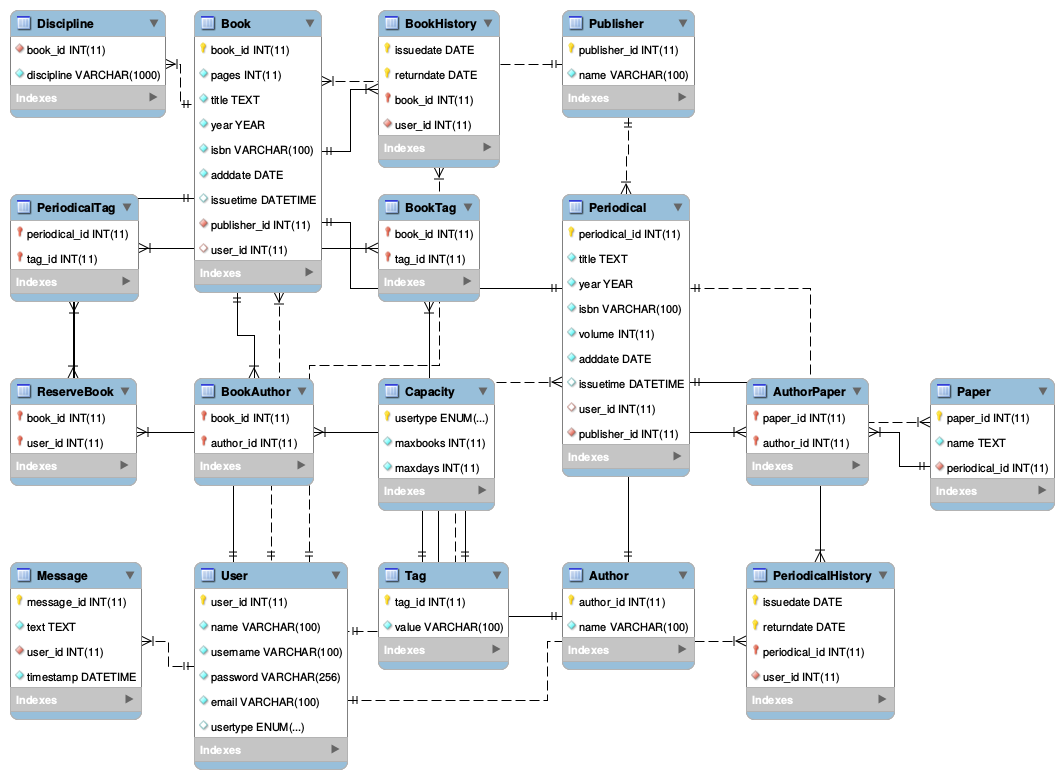 Discipline
book_id INT(11)
discipline VARCHAR(1000)
Indexes
Book
book_id INT(11)
pages INT(11)
title TEXT
year YEAR
isbn VARCHAR(100)
adddate DATE
issuetime DATETIME
publisher_id INT(11)
user_id INT(11)
Indexes
BookHistory
issuedate DATE
returndate DATE
book_id INT(11)
user_id INT(11)
Indexes
Publisher
publisher_id INT(11)
name VARCHAR(100)
Indexes
PeriodicalTag
periodical_id INT(11)
tag_id INT(11)
Indexes
BookTag
book_id INT(11)
tag_id INT(11)
Indexes
Periodical
periodical_id INT(11)
title TEXT
year YEAR
isbn VARCHAR(100)
volume INT(11)
adddate DATE
issuetime DATETIME
user_id INT(11)
publisher_id INT(11)
Indexes
ReserveBook
book_id INT(11)
user_id INT(11)
Indexes
BookAuthor
book_id INT(11)
author_id INT(11)
Indexes
Capacity
usertype ENUM(...)
maxbooks INT(11)
maxdays INT(11)
Indexes
AuthorPaper
paper_id INT(11)
author_id INT(11)
Indexes
Paper
paper_id INT(11)
name TEXT
periodical_id INT(11)
Indexes
Message
message_id INT(11)
text TEXT
user_id INT(11)
timestamp DATETIME
Indexes
User
user_id INT(11)
name VARCHAR(100)
username VARCHAR(100)
password VARCHAR(256)
email VARCHAR(100)
usertype ENUM(...)
Indexes
Tag
tag_id INT(11)
value VARCHAR(100)
Indexes
Author
author_id INT(11)
name VARCHAR(100)
Indexes
PeriodicalHistory
issuedate DATE
returndate DATE
periodical_id INT(11)
user_id INT(11)
Indexes